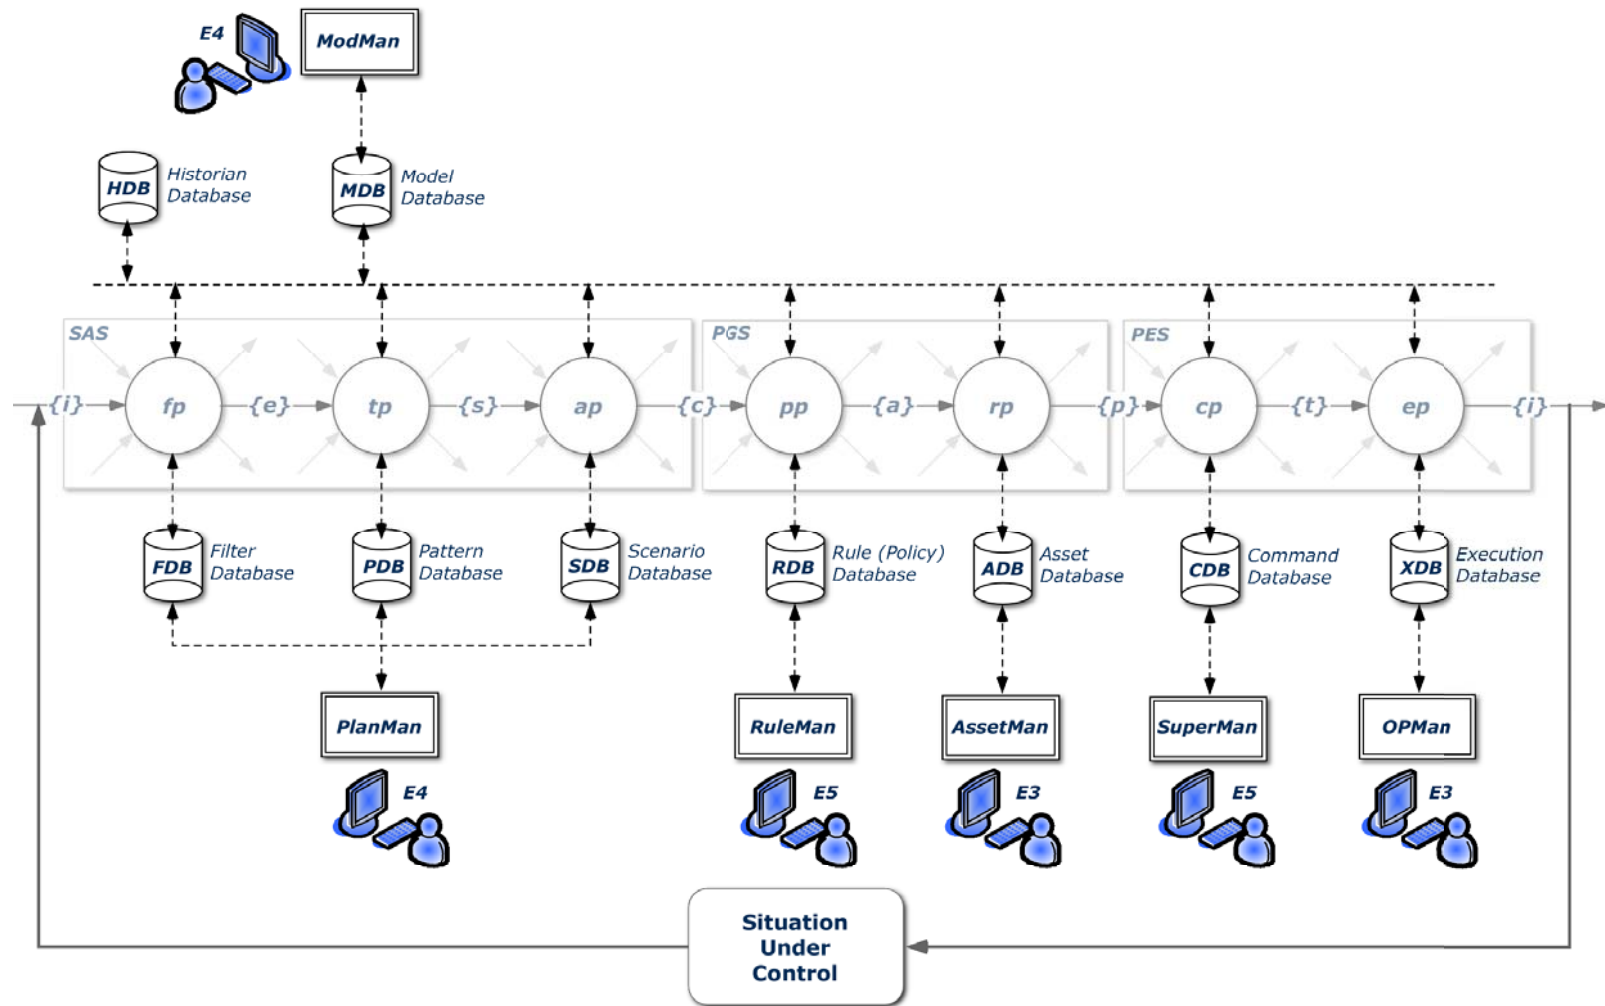 E4
ModMan
HDB
Historian
Database
MDB
Model
Database
SAS
PGS
PES
{i}
fp
{e}
tp
{s}
ap
{c}
pp
{a}
rp
{p}
cp
{t}
ep
{i}
FDB
Filter
Database
PDB
Pattern
Database
SDB
Scenario
Database
RDB
Rule (Policy)
Database
ADB
Asset
Database
CDB
Command
Database
XDB
Execution
Database
PlanMan
RuleMan
AssetMan
SuperMan
OPMan
E4
E5
E3
E5
E3
Situation
Under
Control